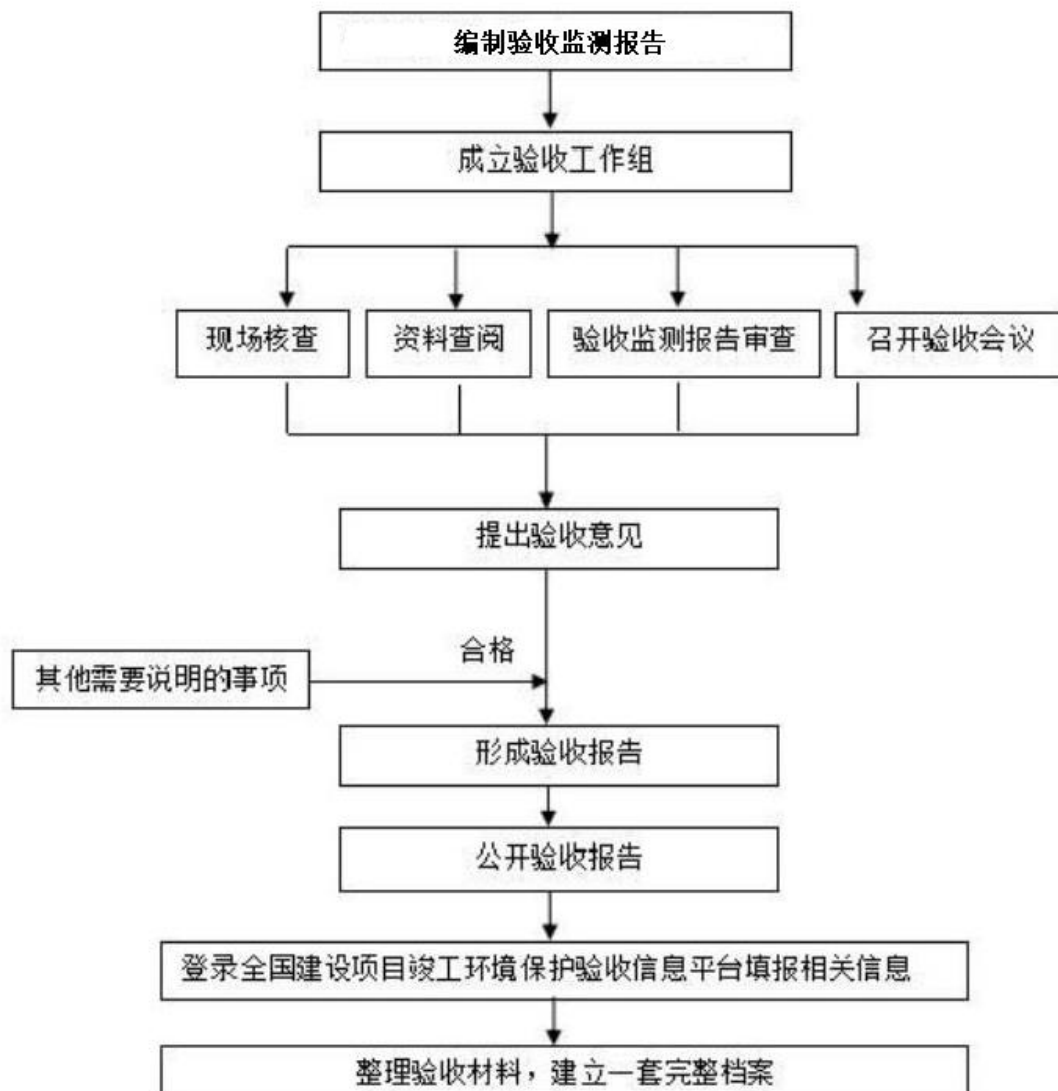 编制验收监测报告
成立验收工作组
现场核查
资料查阅
验收监测报告审查
召开验收会议
提出验收意见
合格
其他需要说明的事项
形成验收报告
公开验收报告
登录全国建设项目竣工环境保护验收信息平台填报相关信息
整理验收材料，建立一套完整档案